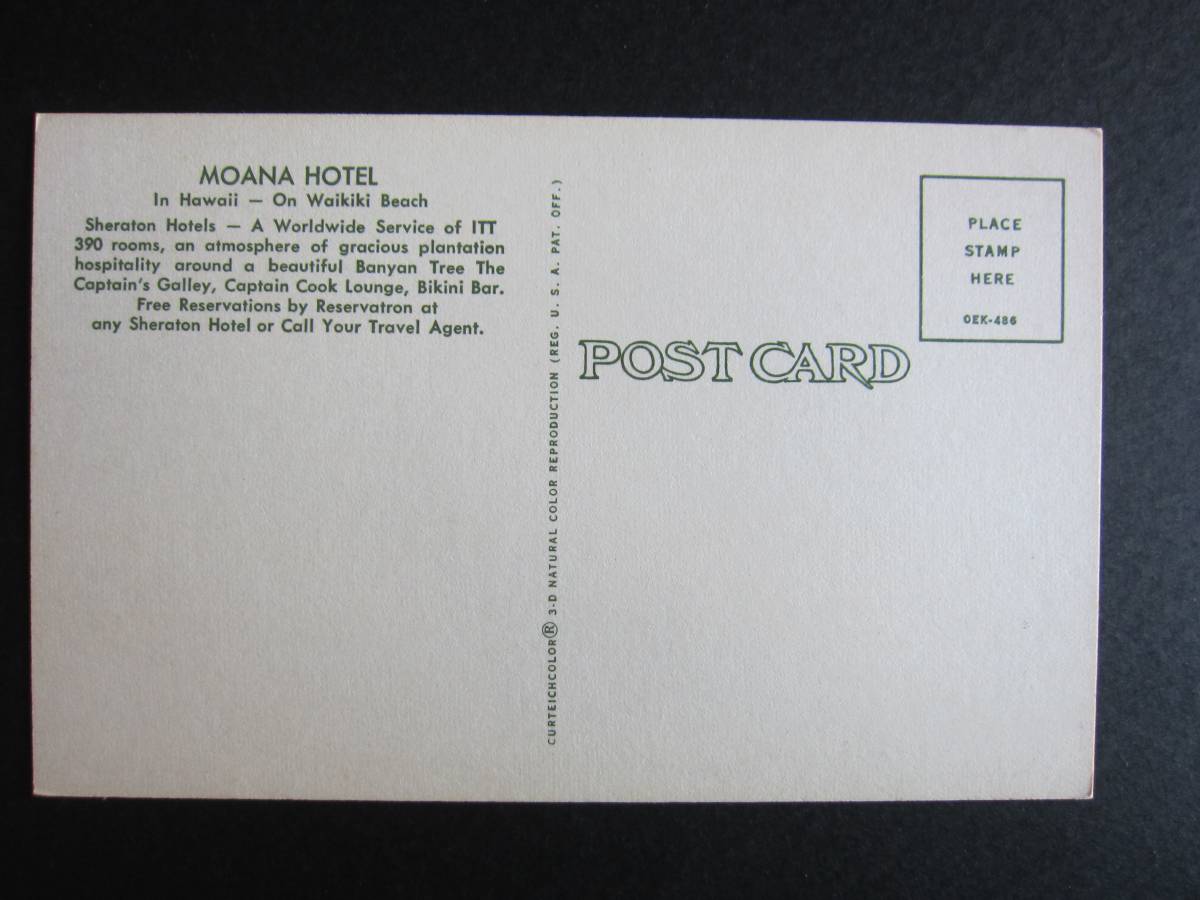 MOANA HOTEL
In Hawaii — On Waikiki Beach
Sheraton Hotels — A Worldwide Service of ITT
390 rooms, an atmosphere of gracious plantation
hospitality around a beautiful Banyan Tree The
Captain's Galley, Captain Cook Lounge, Bikini Bar.
Free Reservations by Reservatron at
any Sheraton Hotel or Call Your Travel Agent.
CURTEICHCOLOR® 3-D NATURAL COLOR REPRODUCTION (REG. U. S. A. PAT. OFF.)
POST CARD
PLACE
STAMP
HERE
OEK-486